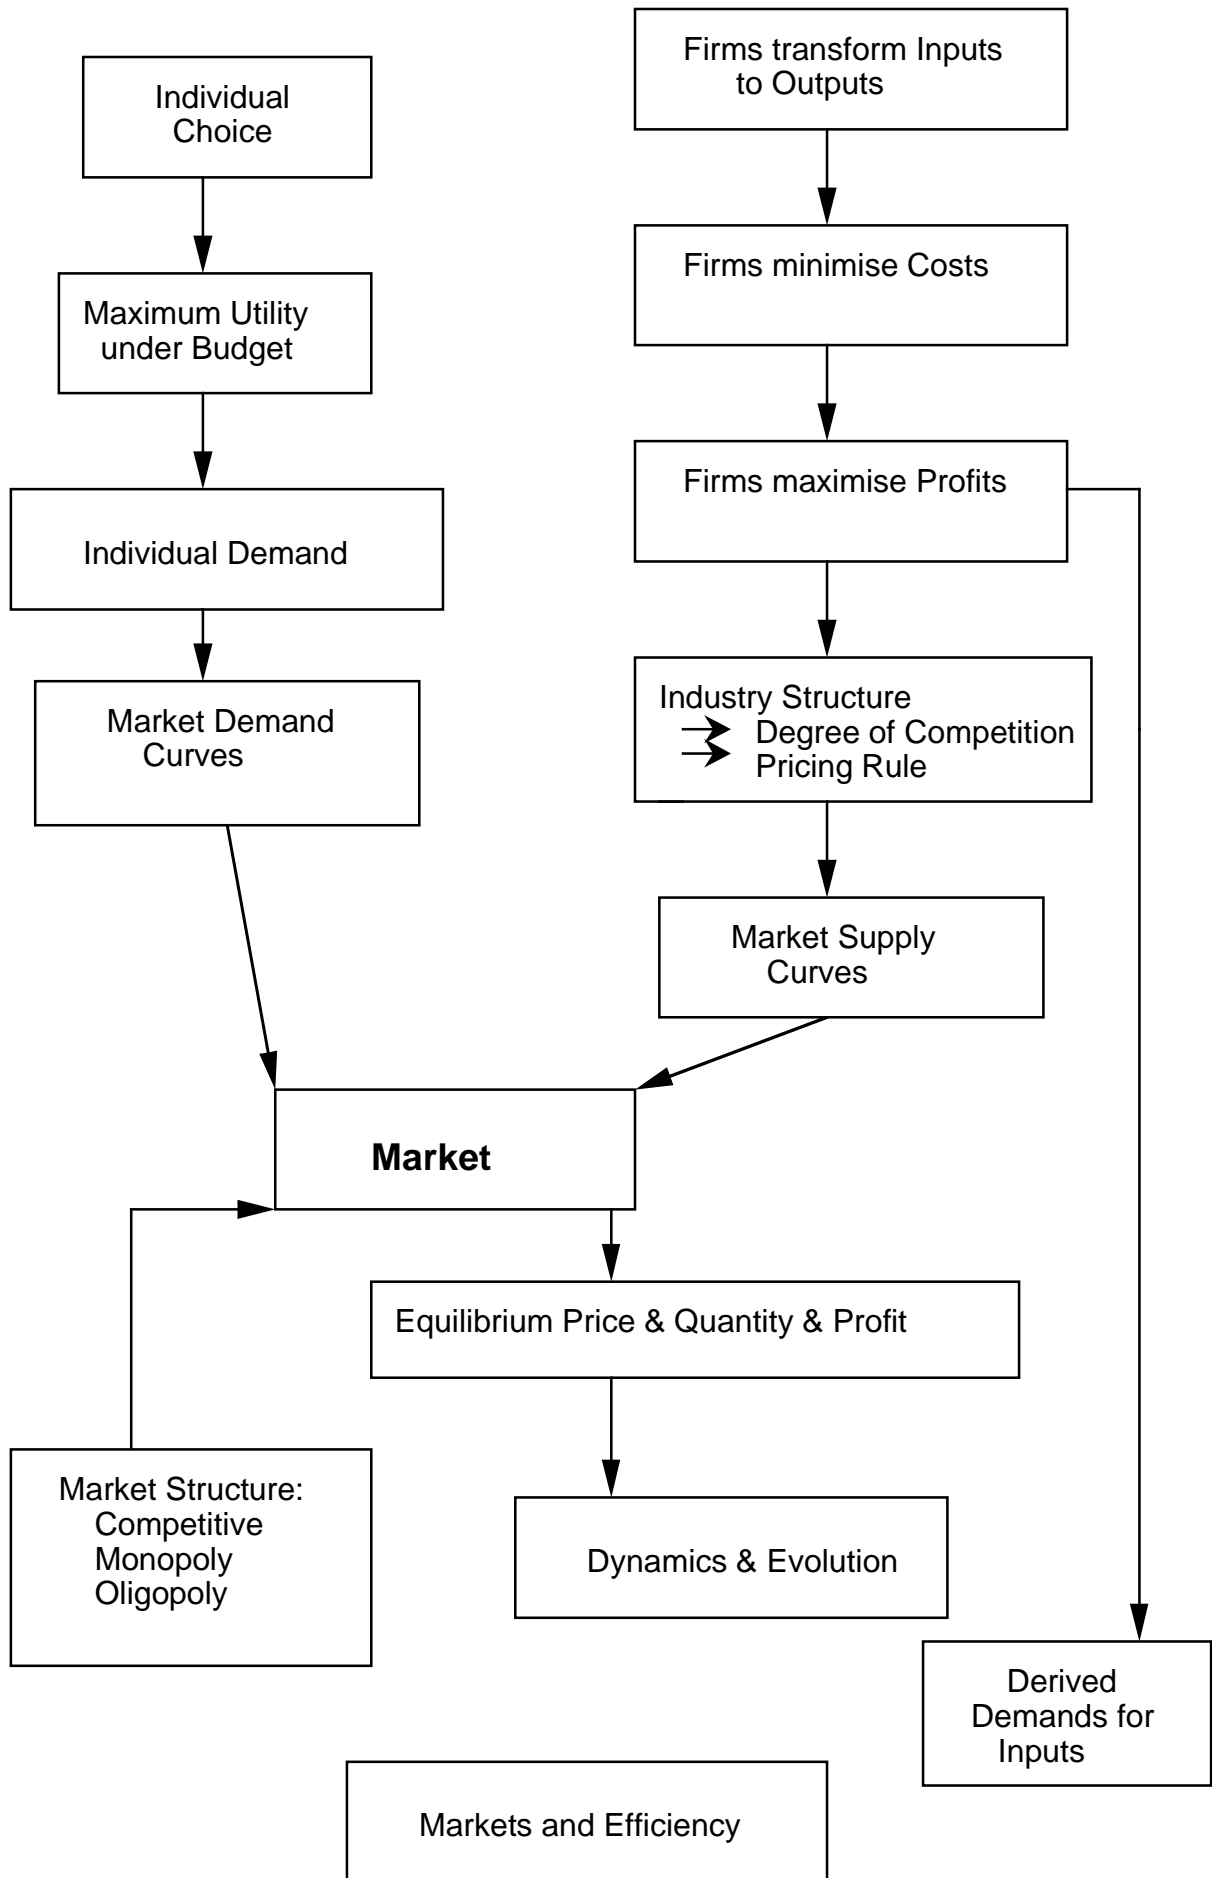 Individual
Choice
Maximum Utility
under Budget
Individual Demand
Market Demand
Curves
Firms transform Inputs
to Outputs
Firms minimise Costs
Firms maximise Profits
Industry Structure
Degree of Competition
Pricing Rule
Market Supply
Curves
Market
Equilibrium Price & Quantity & Profit
Market Structure:
Competitive
Monopoly
Oligopoly
Dynamics & Evolution
Derived
Demands for
Inputs
Markets and Efficiency